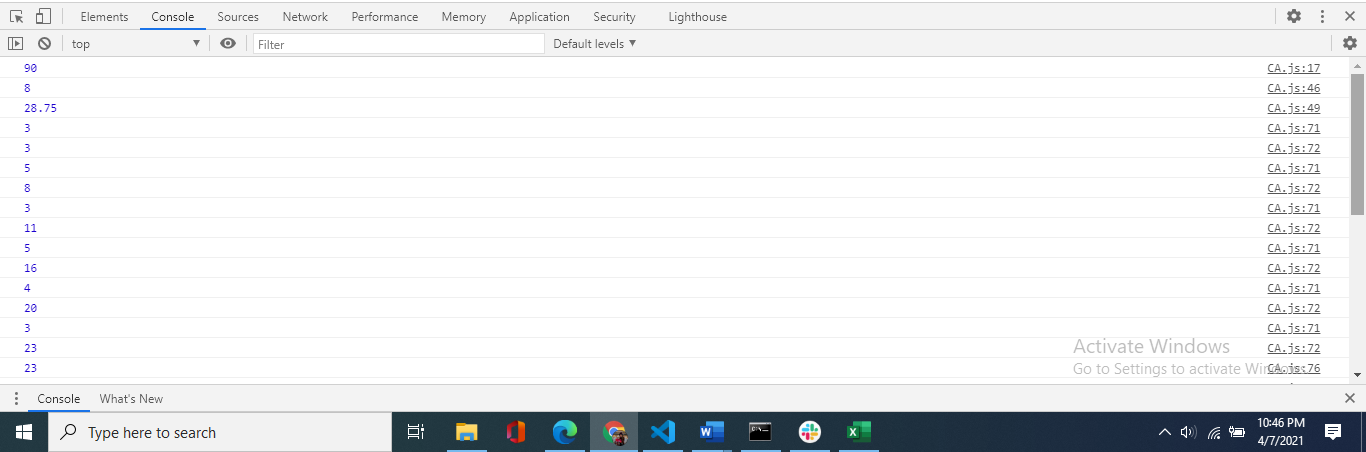 Elements Console Sources Network Performance Memory Application Security Lighthouse
top Filter Default levels
90 CA.js:17
8 CA.js:46
28.75 CA.js:49
3 CA.js:71
3 CA.js:72
5 CA.js:71
8 CA.js:72
3 CA.js:71
11 CA.js:72
5 CA.js:71
16 CA.js:72
4 CA.js:71
20 CA.js:72
3 CA.js:71
23 CA.js:72
23 CA.js:76
Activate Windows
Go to Settings to activate Windows.
Console What's New
Type here to search
10:46 PM
4/7/2021